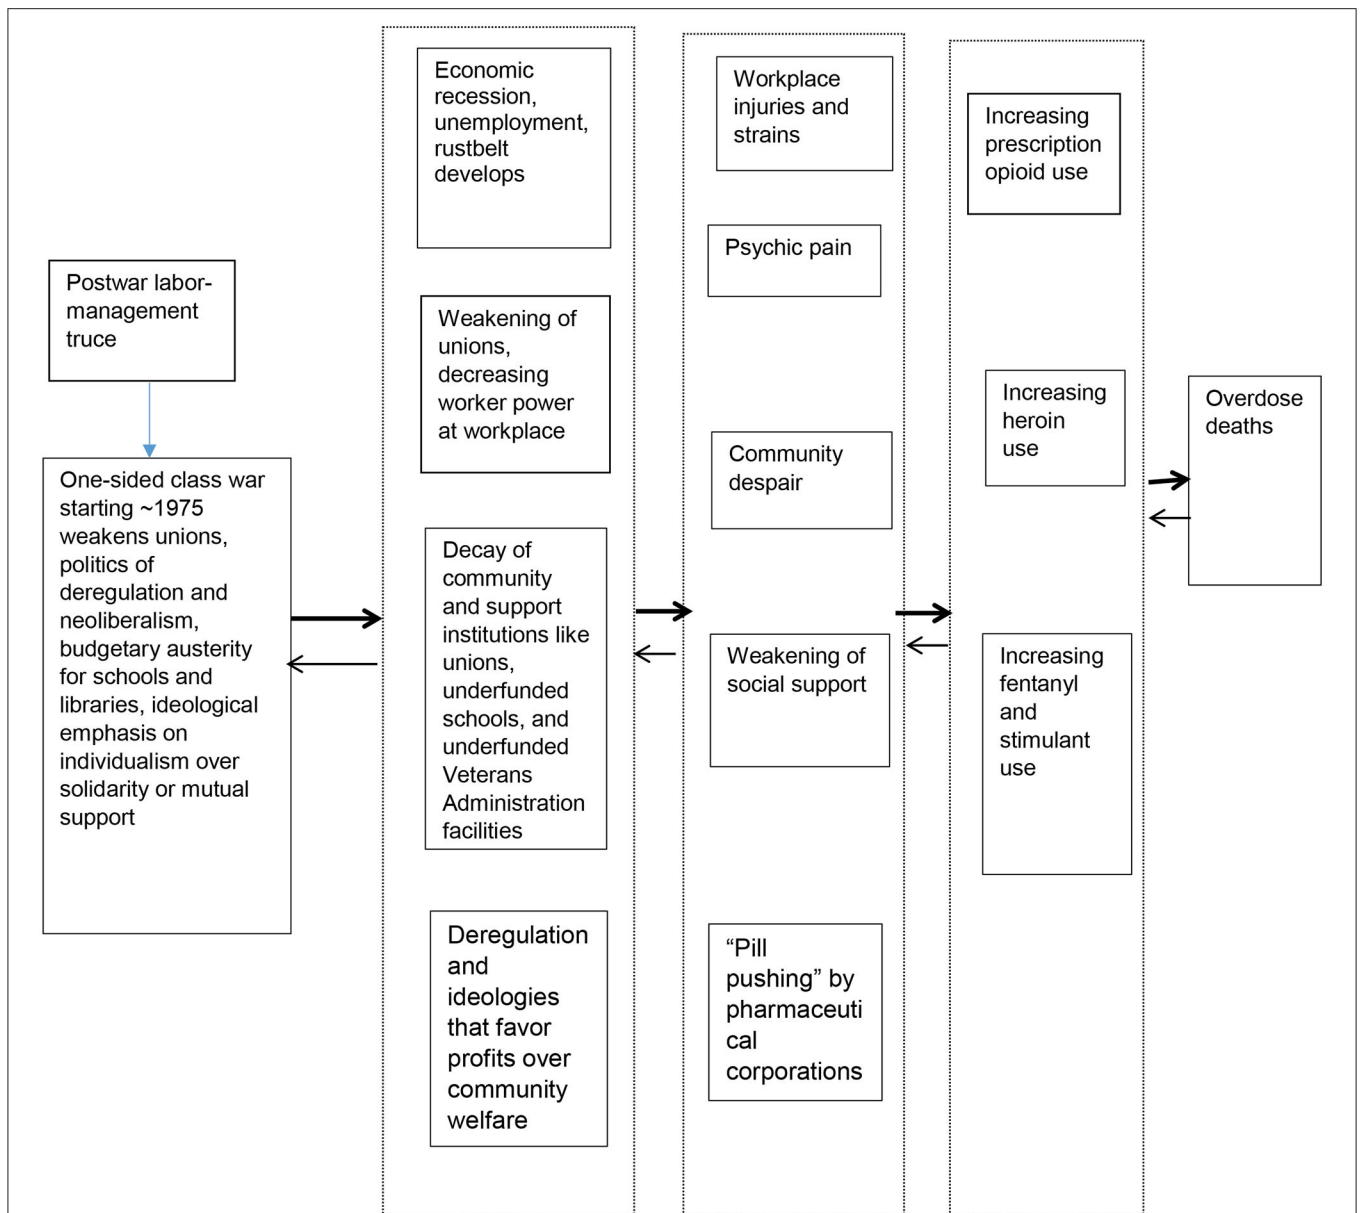 Postwar labor-
management
truce
One-sided class war
starting ~1975
weakens unions,
politics of
deregulation and
neoliberalism,
budgetary austerity
for schools and
libraries, ideological
emphasis on
individualism over
solidarity or mutual
support
Economic
recession,
unemployment,
rustbelt
develops
Weakening of
unions,
decreasing
worker power
at workplace
Decay of
community
and support
institutions like
unions,
underfunded
schools, and
underfunded
Veterans
Administration
facilities
Deregulation
and
ideologies
that favor
profits over
community
welfare
Workplace
injuries and
strains
Psychic pain
Community
despair
Weakening of
social support
“Pill
pushing” by
pharmaceuti
cal
corporations
Increasing
prescription
opioid use
Increasing
heroin
use
Increasing
fentanyl
and
stimulant
use
Overdose
deaths